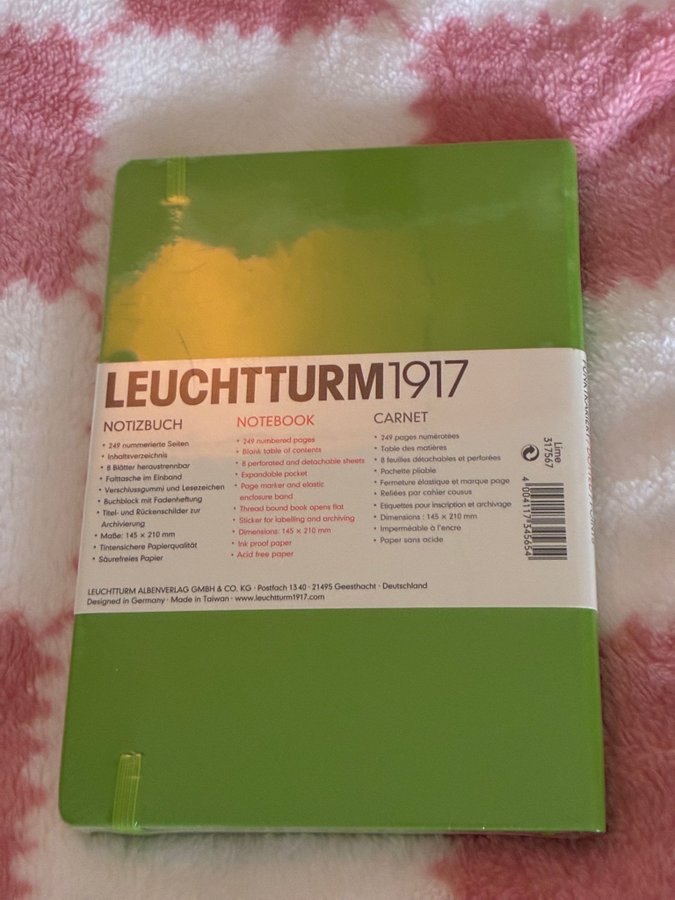 LEUCHTTURM1917
NOTIZBUCH
• 249 nummerierte Seiten
• Inhaltsverzeichnis
• 8 Blätter heraustrennbar
• Falttasche im Einband
• Verschlussgummi und Lesezeichen
• Buchblock mit Fadenheftung
• Titel- und Rückenschilder zur
Archivierung
• Maße: 145 x 210 mm
• Tintensichere Papierqualität
• Säurefreies Papier
NOTEBOOK
• 249 numbered pages
• Blank table of contents
• 8 perforated and detachable sheets
• Expandable pocket
• Page marker and elastic
enclosure band
• Thread bound book opens flat
• Sticker for labelling and archiving
• Dimensions: 145 x 210 mm
• Ink proof paper
• Acid free paper
CARNET
• 249 pages numérotées
• Table des matières
• 8 feuilles détachables et perforées
• Pochette pliable
• Fermeture élastique et marque page
• Reliées par cahier cousus
• Etiquettes pour inscription et archivage
• Dimensions : 145 x 210 mm
• Imperméable à l'encre
• Paper sans acide
Lime
317567
4 004117 345654
LEUCHTTURM ALBENVERLAG GMBH & CO. KG · Postfach 13 40 · 21495 Geesthacht · Deutschland
Designed in Germany · Made in Taiwan · www.leuchtturm1917.com